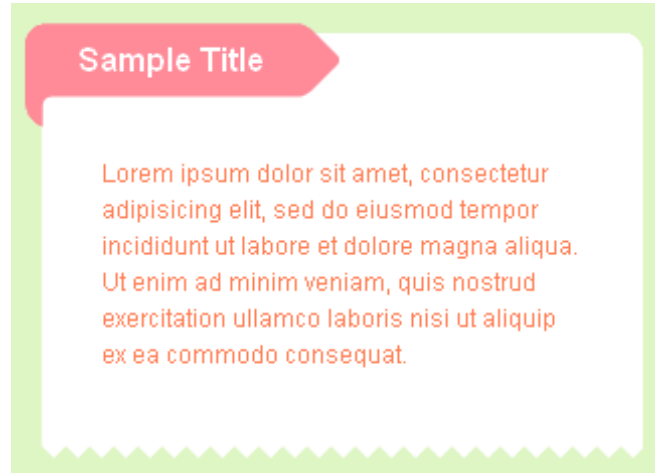 Sample Title
Lorem ipsum dolor sit amet, consectetur
adipisicing elit, sed do eiusmod tempor
incididunt ut labore et dolore magna aliqua.
Ut enim ad minim veniam, quis nostrud
exercitation ullamco laboris nisi ut aliquip
ex ea commodo consequat.